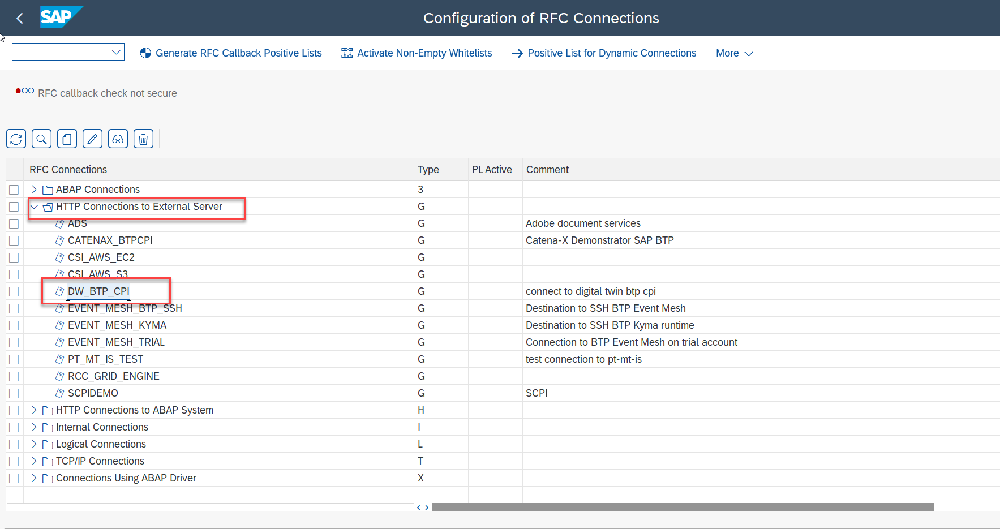 SAP
Configuration of RFC Connections
Generate RFC Callback Positive Lists Activate Non-Empty Whitelists Positive List for Dynamic Connections More
RFC callback check not secure
RFC Connections Type PL Active Comment
ABAP Connections 3
HTTP Connections to External Server G
ADS G Adobe document services
CATENAX_BTPCPI G Catena-X Demonstrator SAP BTP
CSI_AWS_EC2 G
CSI_AWS_S3 G
DW_BTP_CPI G connect to digital twin btp cpi
EVENT_MESH_BTP_SSH G Destination to SSH BTP Event Mesh
EVENT_MESH_KYMA G Destination to SSH BTP Kyma runtime
EVENT_MESH_TRIAL G Connection to BTP Event Mesh on trial account
PT_MT_IS_TEST G test connection to pt-mt-is
RCC_GRID_ENGINE G
SCPIDEMO G SCPI
HTTP Connections to ABAP System H
Internal Connections I
Logical Connections L
TCP/IP Connections T
Connections Using ABAP Driver X